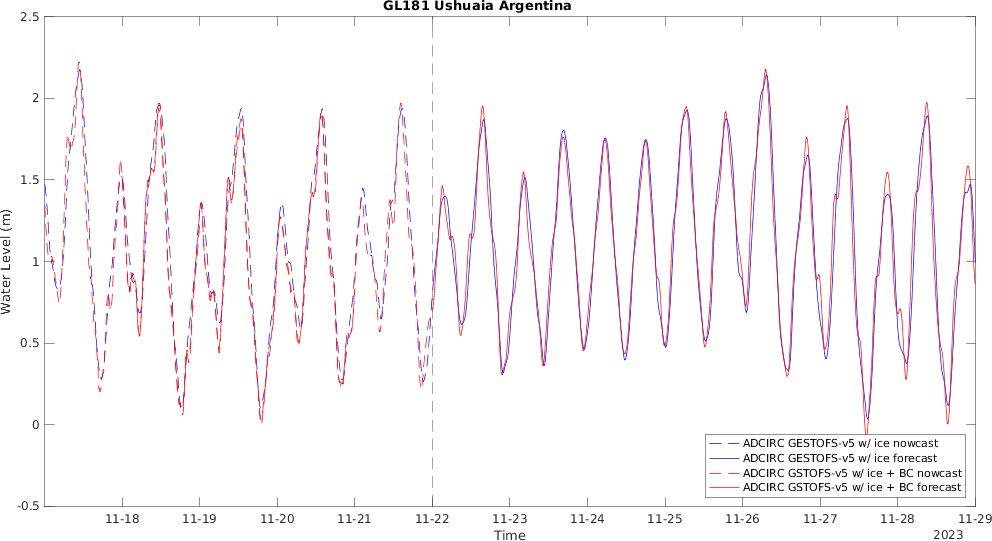 GL181 Ushuaia Argentina
2.5
2
1.5
1
0.5
0
-0.5
Water Level (m)
11-18
11-19
11-20
11-21
11-22
11-23
11-24
11-25
11-26
11-27
11-28
11-29
Time
2023
ADCIRC GESTOFS-v5 w/ ice nowcast
ADCIRC GESTOFS-v5 w/ ice forecast
ADCIRC GSTOFS-v5 w/ ice + BC nowcast
ADCIRC GSTOFS-v5 w/ ice + BC forecast